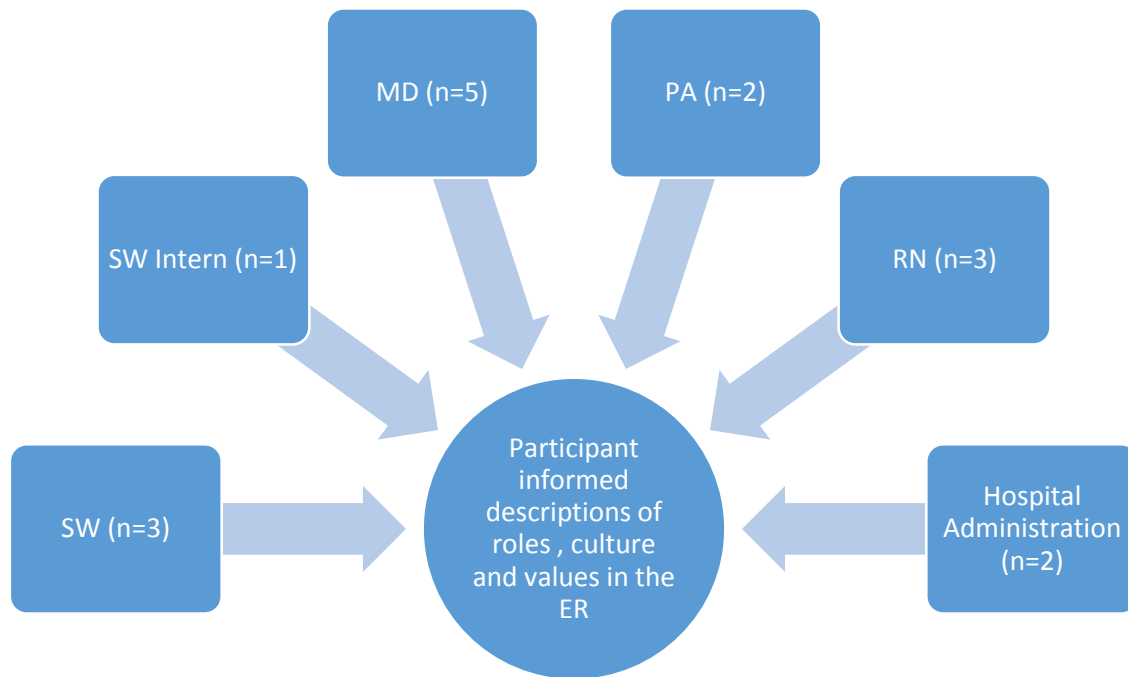 MD (n=5)
PA (n=2)
SW Intern (n=1)
RN (n=3)
SW (n=3)
Participant
informed
descriptions of
roles , culture
and values in the
ER
Hospital
Administration
(n=2)